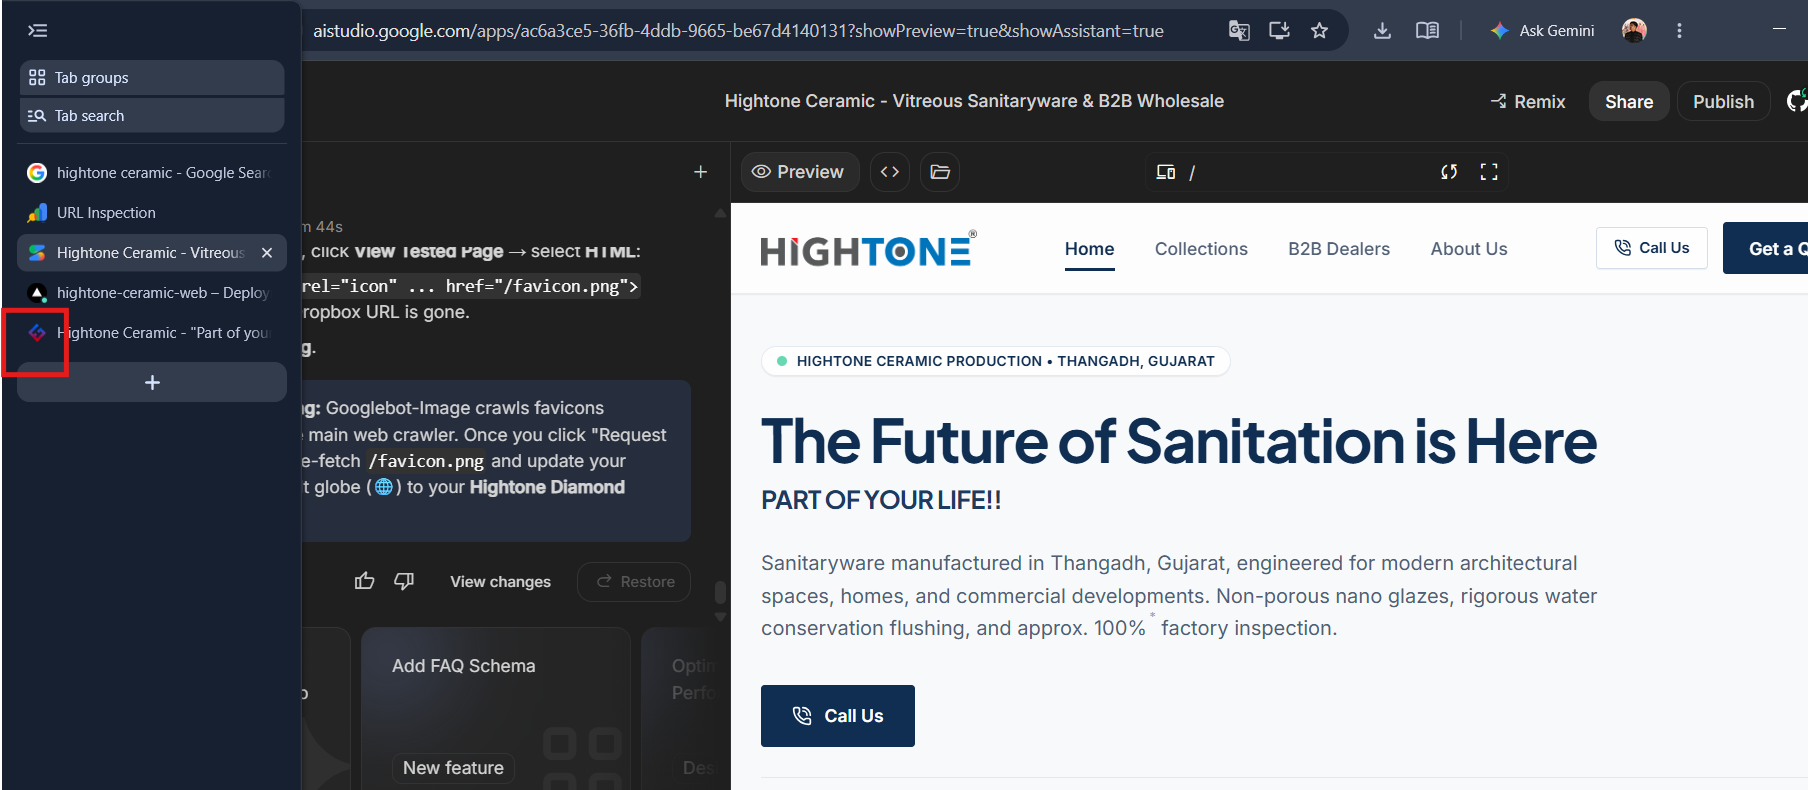 aistudio.google.com/apps/ac6a3ce5-36fb-4ddb-9665-be67d4140131?showPreview=true&showAssistant=true
Ask Gemini
Tab groups
Tab search
hightone ceramic - Google Sear
URL Inspection
Hightone Ceramic - Vitreous
hightone-ceramic-web – Deploy
Hightone Ceramic - "Part of your
Hightone Ceramic - Vitreous Sanitaryware & B2B Wholesale
Remix
Share
Publish
m 44s
, click View Tested Page → select HTML:
rel="icon" ... href="/favicon.png">
ropbox URL is gone.
g.
ng: Googlebot-Image crawls favicons
main web crawler. Once you click "Request
e-fetch /favicon.png and update your
t globe (🌐) to your Hightone Diamond
View changes
Restore
Add FAQ Schema
New feature
Preview
/
HIGHTONE®
Home
Collections
B2B Dealers
About Us
Call Us
Get a Q
HIGHTONE CERAMIC PRODUCTION • THANGADH, GUJARAT
The Future of Sanitation is Here
PART OF YOUR LIFE!!
Sanitaryware manufactured in Thangadh, Gujarat, engineered for modern architectural
spaces, homes, and commercial developments. Non-porous nano glazes, rigorous water
conservation flushing, and approx. 100%* factory inspection.
Call Us